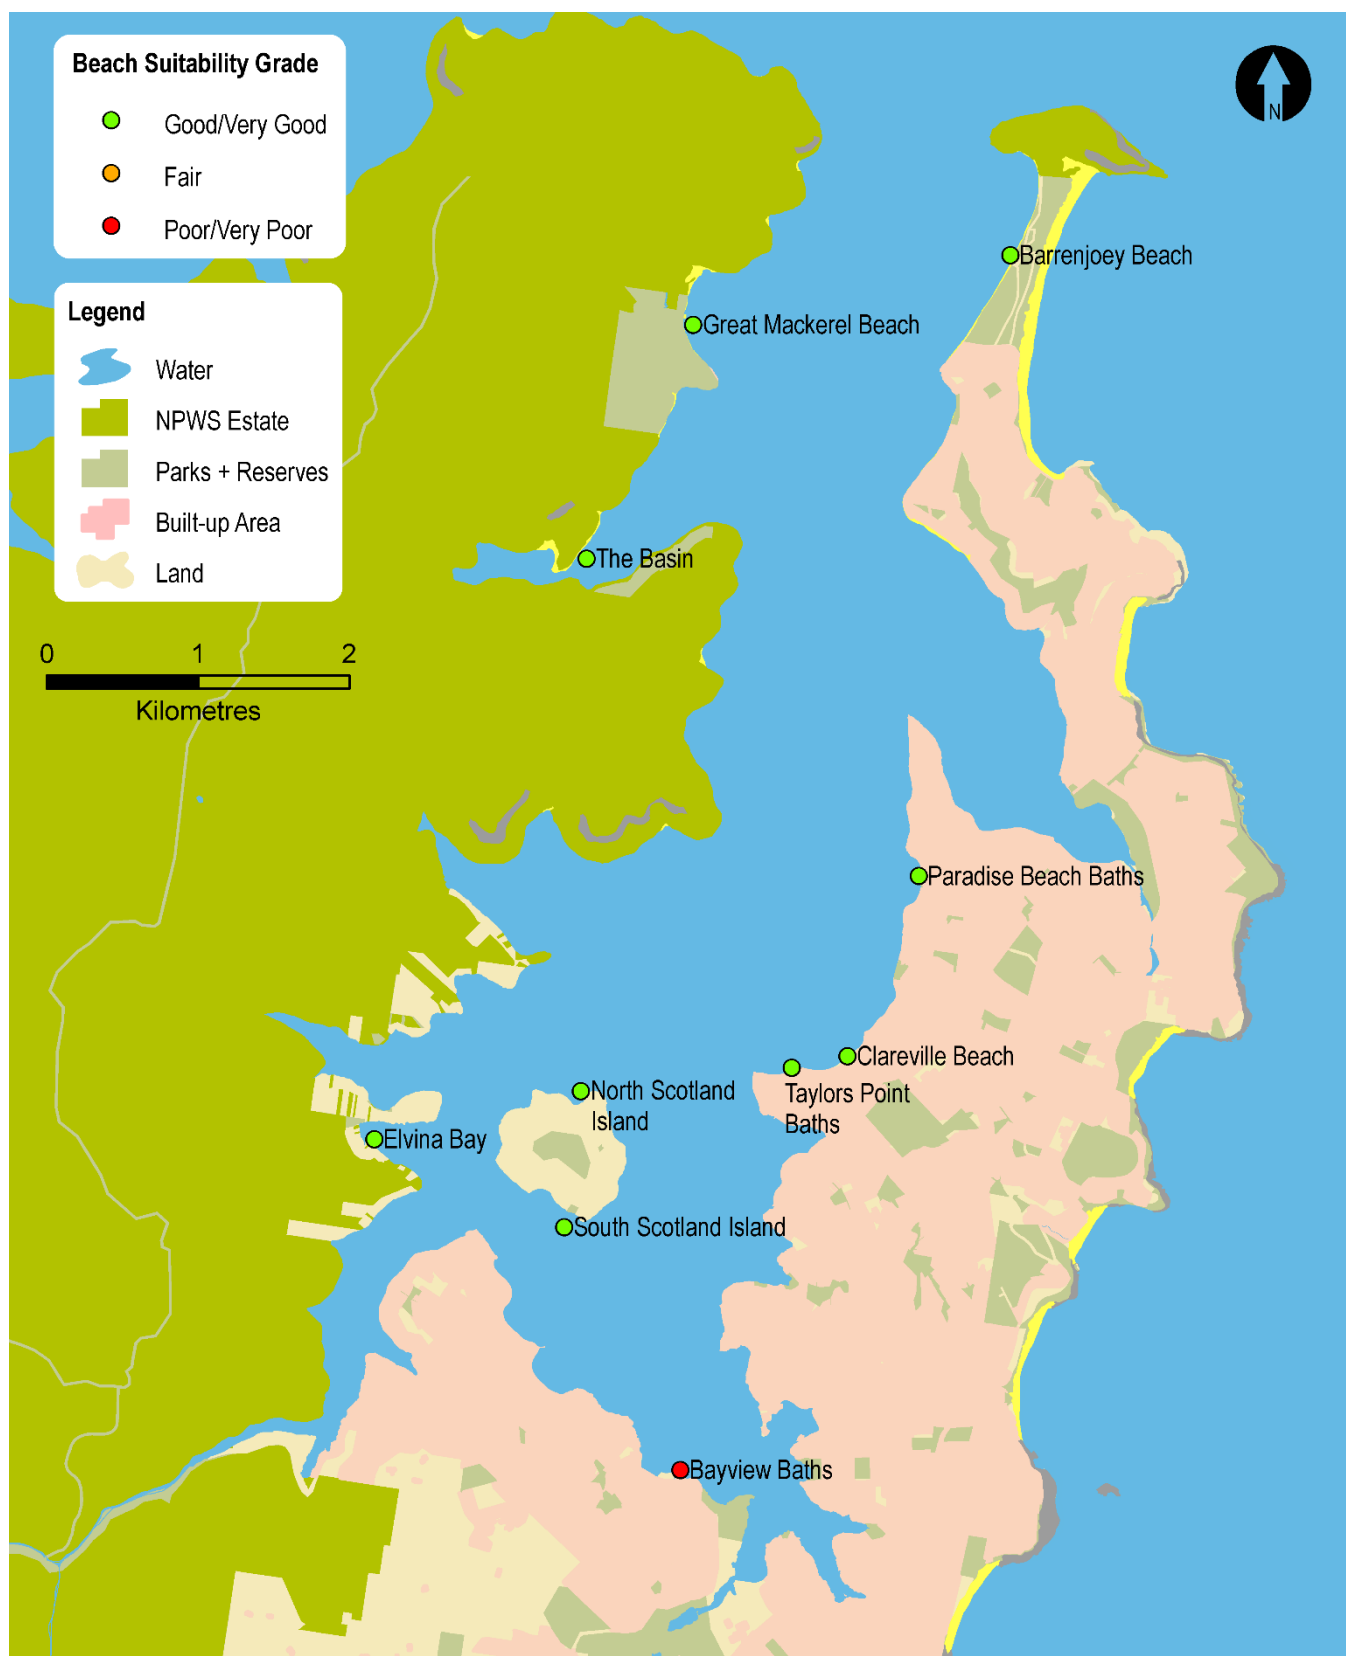 Beach Suitability Grade
Good/Very Good
Fair
Poor/Very Poor
N
Barrenjoey Beach
Legend
Great Mackerel Beach
Water
NPWS Estate
Parks + Reserves
Built-up Area
The Basin
Land
0 1 2
Kilometres
Paradise Beach Baths
Clareville Beach
Taylors Point
Baths
North Scotland
Island
Elvina Bay
South Scotland Island
Bayview Baths